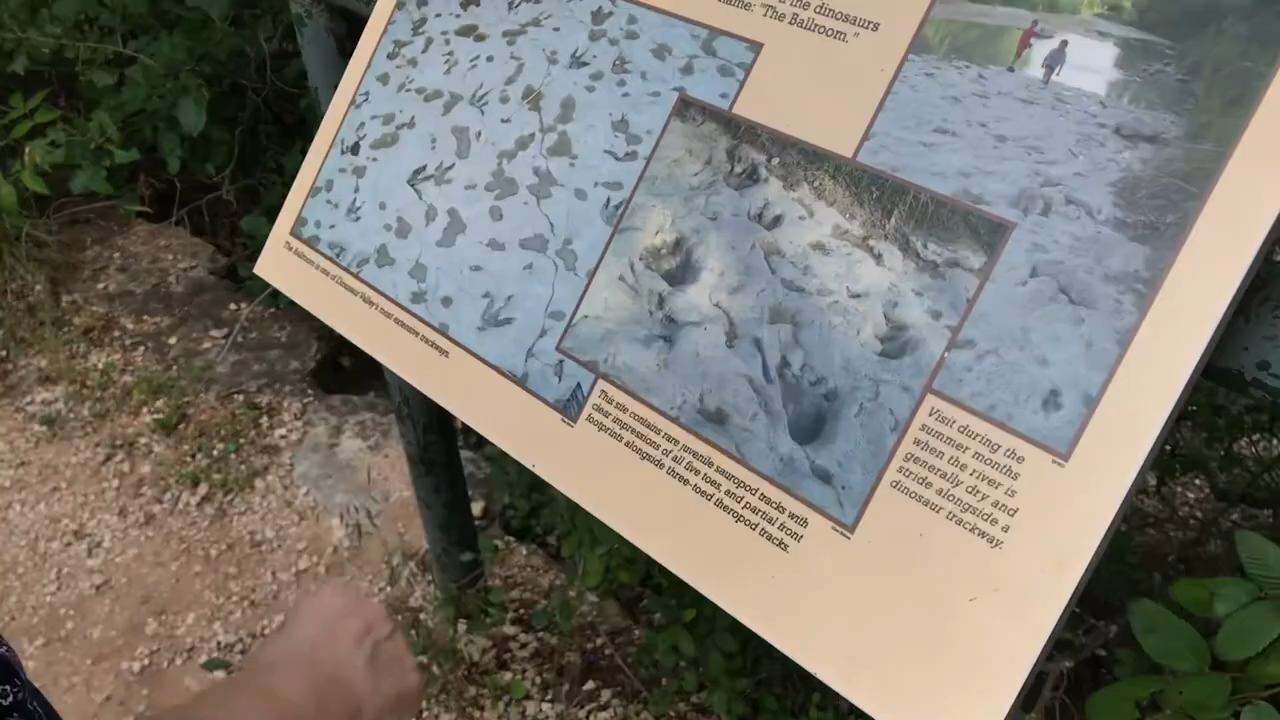 the dinosaurs
name: "The Ballroom."
The Ballroom is one of Dinosaur Valley's most extensive trackways.
This site contains rare juvenile sauropod tracks with
clear impressions of all five toes, and partial front
footprints alongside three-toed theropod tracks.
Visit during the
summer months
when the river is
generally dry and
stride alongside a
dinosaur trackway.